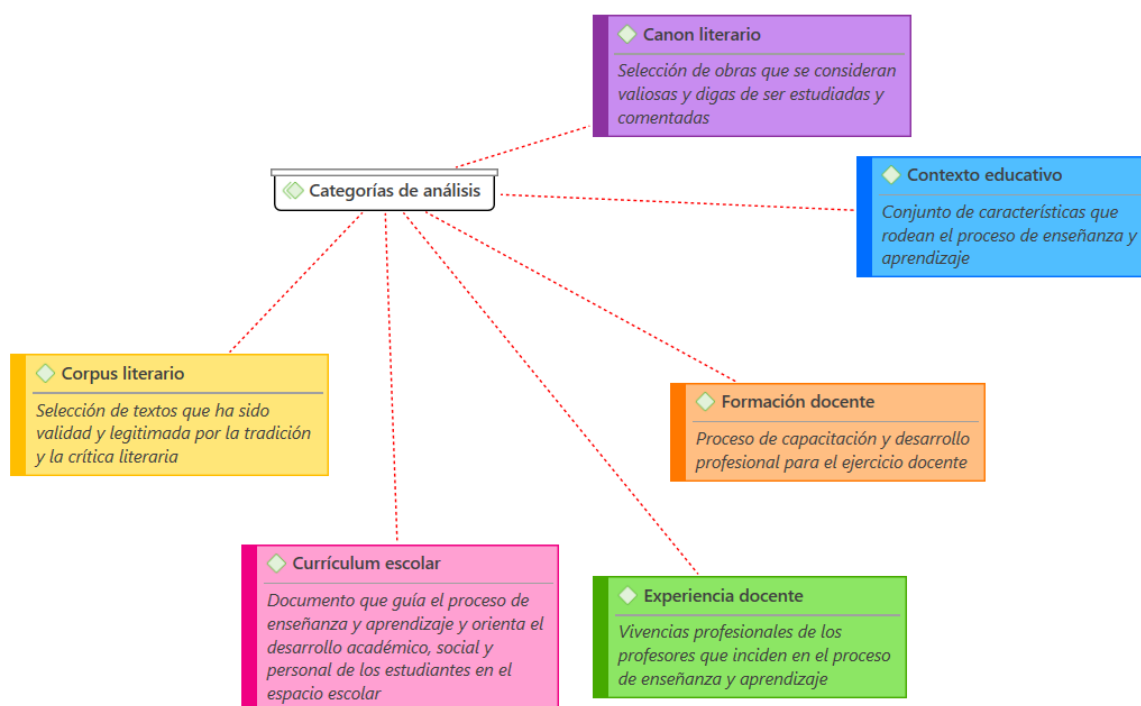 Canon literario
Selección de obras que se consideran
valiosas y digas de ser estudiadas y
comentadas
Categorías de análisis
Contexto educativo
Conjunto de características que
rodean el proceso de enseñanza y
aprendizaje
Corpus literario
Selección de textos que ha sido
validad y legitimada por la tradición
y la crítica literaria
Formación docente
Proceso de capacitación y desarrollo
profesional para el ejercicio docente
Currículum escolar
Documento que guía el proceso de
enseñanza y aprendizaje y orienta el
desarrollo académico, social y
personal de los estudiantes en el
espacio escolar
Experiencia docente
Vivencias profesionales de los
profesores que inciden en el proceso
de enseñanza y aprendizaje